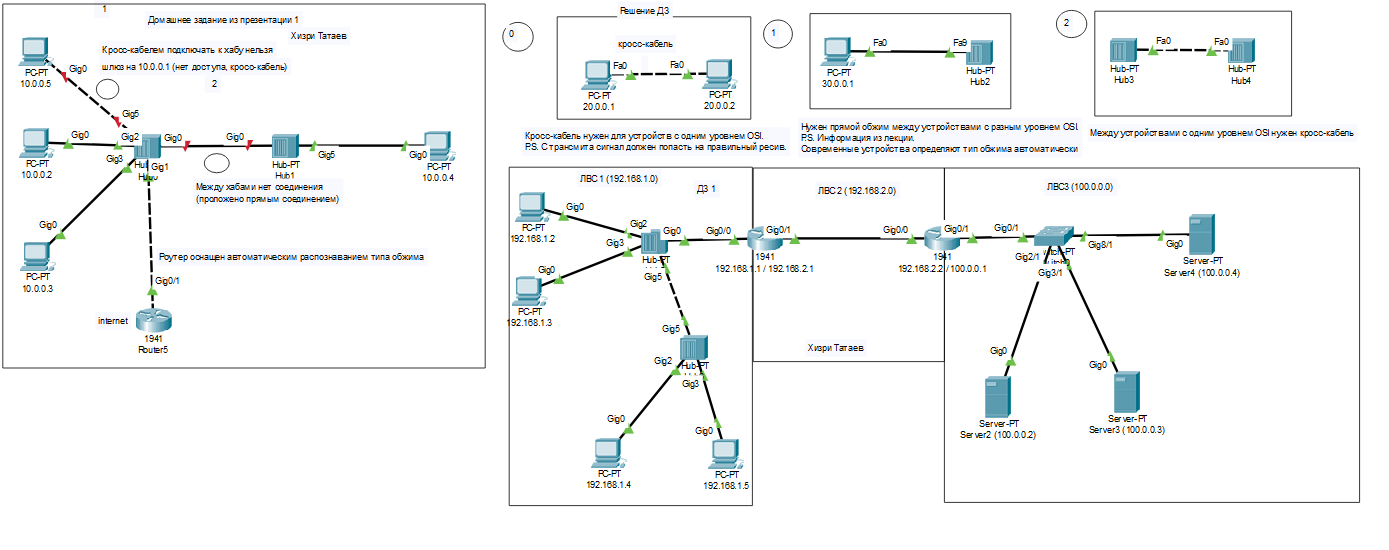 1
Домашнее задание из презентации 1
Хизри Татаев
Кросс-кабелем подключать к хабу нельзя
шлюз на 10.0.0.1 (нет доступа, кросс-кабель)
2
PC-PT
10.0.0.5
Gig0
Gig5
PC-PT
10.0.0.2
Gig0
Gig2
Gig3
Gig1
Gig0
Gig0
Hub-PT
Hub1
Gig5
Gig0
PC-PT
10.0.0.4
Между хабами нет соединения
(проложено прямым соединением)
Gig0
PC-PT
10.0.0.3
Роутер оснащен автоматическим распознаванием типа обжима
Gig0/1
internet
1941
Router5
Решение ДЗ
0
кросс-кабель
Fa0
Fa0
PC-PT
20.0.0.1
PC-PT
20.0.0.2
Кросс-кабель нужен для устройств с одним уровнем OSI.
P.S. С трансмита сигнал должен попасть на правильный ресив.
1
Fa0
Fa9
PC-PT
30.0.0.1
Hub-PT
Hub2
Нужен прямой обжим между устройствами с разным уровнем OSI.
P.S. Информация из лекции.
Современные устройства определяют тип обжима автоматически
2
Fa0
Fa0
Hub-PT
Hub3
Hub-PT
Hub4
Между устройствами с одним уровнем OSI нужен кросс-кабель
ЛВС 1 (192.168.1.0)
ДЗ 1
PC-PT
192.168.1.2
Gig0
Gig2
Gig3
Gig0
Gig0/0
Gig0
PC-PT
192.168.1.3
Gig5
Gig5
Gig2
Gig3
Gig0
PC-PT
192.168.1.4
Gig0
PC-PT
192.168.1.5
ЛВС 2 (192.168.2.0)
Gig0/1
Gig0/0
1941
192.168.1.1 / 192.168.2.1
1941
192.168.2.2 / 100.0.0.1
Хизри Татаев
ЛВС3 (100.0.0.0)
Gig0/1
Gig0/1
Gig2/1
Gig3/1
Gig8/1
Gig0
Server-PT
Server4 (100.0.0.4)
Gig0
Server-PT
Server2 (100.0.0.2)
Gig0
Server-PT
Server3 (100.0.0.3)